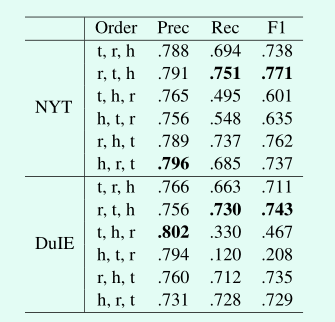 Order Prec Rec F1
t, r, h .788 .694 .738
r, t, h .791 .751 .771
t, h, r .765 .495 .601
NYT
h, t, r .756 .548 .635
r, h, t .789 .737 .762
h, r, t .796 .685 .737
t, r, h .766 .663 .711
r, t, h .756 .730 .743
t, h, r .802 .330 .467
DuIE
h, t, r .794 .120 .208
r, h, t .760 .712 .735
h, r, t .731 .728 .729